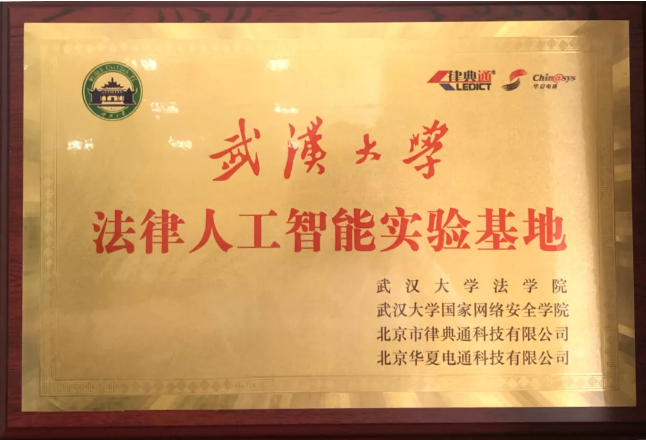 律典通®
LEDICT
Chin@sys
华夏电通
武漢大學
法律人工智能实验基地
武汉大学法学院
武汉大学国家网络安全学院
北京市律典通科技有限公司
北京华夏电通科技有限公司